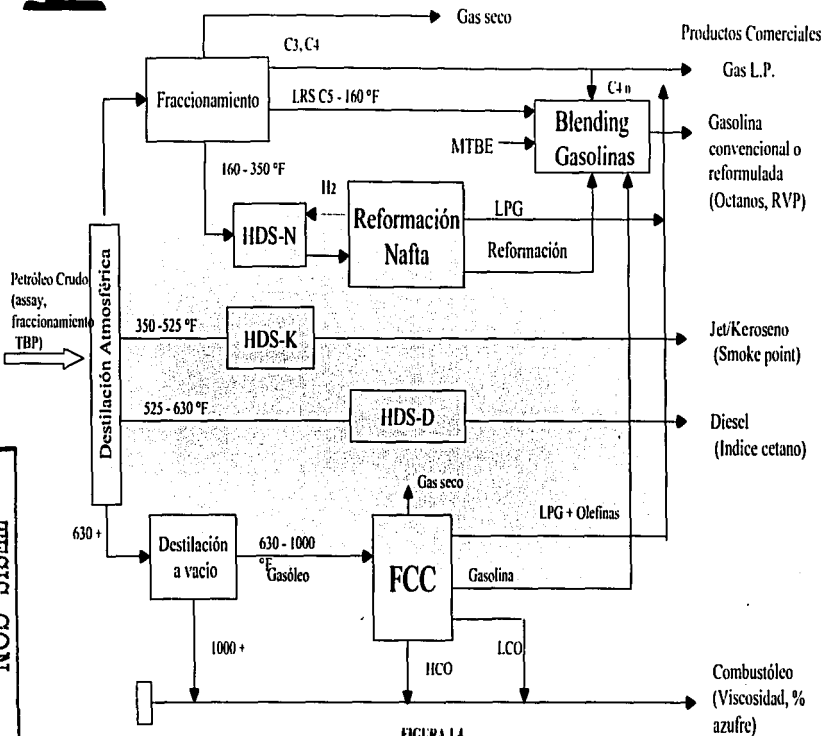 Gas seco
Productos Comerciales
C3, C4
Gas L.P.
Fraccionamiento
LRS C5 - 160 °F
C4 n
Blending
Gasolinas
MTBE
Gasolina
convencional o
reformulada
(Octanos, RVP)
160 - 350 °F
H2
HDS-N
Reformación
Nafta
LPG
Reformación
Petróleo Crudo
(assay,
fraccionamiento
TBP)
Destilación Atmosférica
350 -525 °F
HDS-K
Jet/Keroseno
(Smoke point)
525 - 630 °F
HDS-D
Diesel
(Indice cetano)
Gas seco
630 +
Destilación
a vacio
630 - 1000
°F
Gasóleo
FCC
LPG + Olefinas
Gasolina
1000 +
HCO
LCO
Combustóleo
(Viscosidad, %
azufre)
FIGURA 1.4